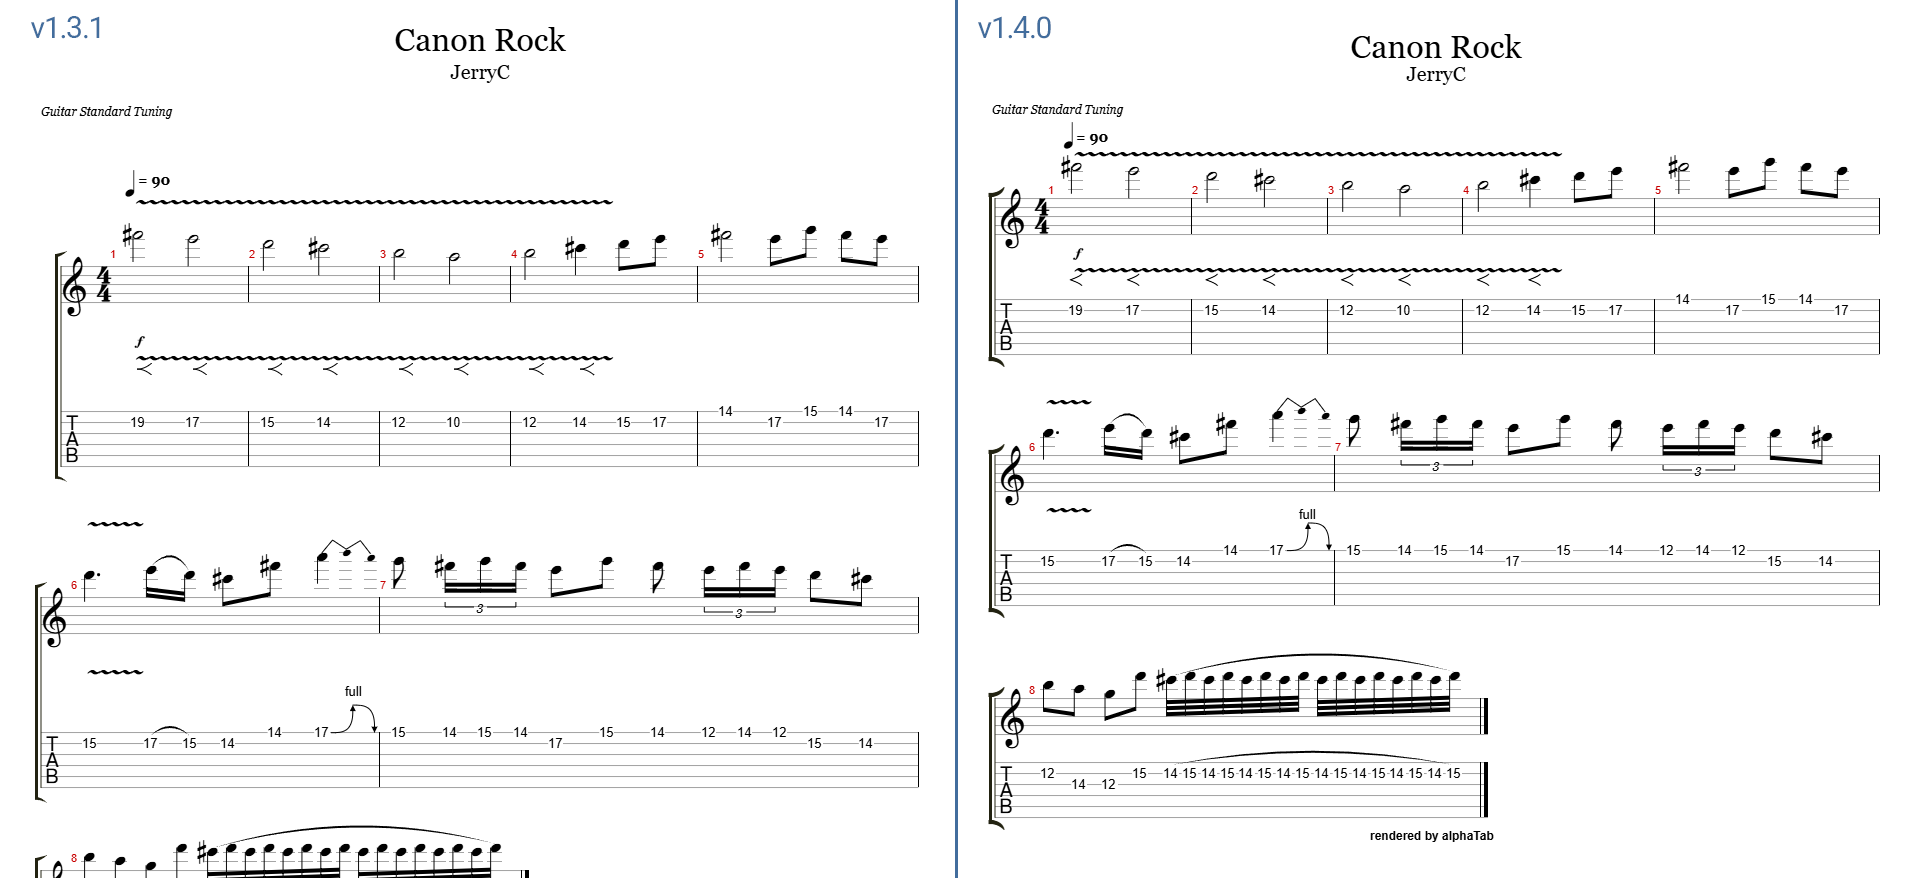 v1.3.1
Canon Rock
JerryC
Guitar Standard Tuning
= 90
1 2 3 4 5
4
4
f
T 19 17 15 14 12 10 12 14 15 17 14 17 15 14 17
A
B
6 7
3 3
full
T 15 17 15 14 14 17 15 14 15 14 17 15 14 12 14 12 15 14
A
B
8
v1.4.0
Canon Rock
JerryC
Guitar Standard Tuning
= 90
1 2 3 4 5
4
4
f
T 19 17 15 14 12 10 12 14 15 17 14 17 15 14 17
A
B
6 7
3 3
full
T 15 17 15 14 14 17 15 14 15 14 17 15 14 12 14 12 15 14
A
B
8
T 12 14 12 15 14 15 14 15 14 15 14 15 14 15 14 15 14 15 14 15
A
B
rendered by alphaTab